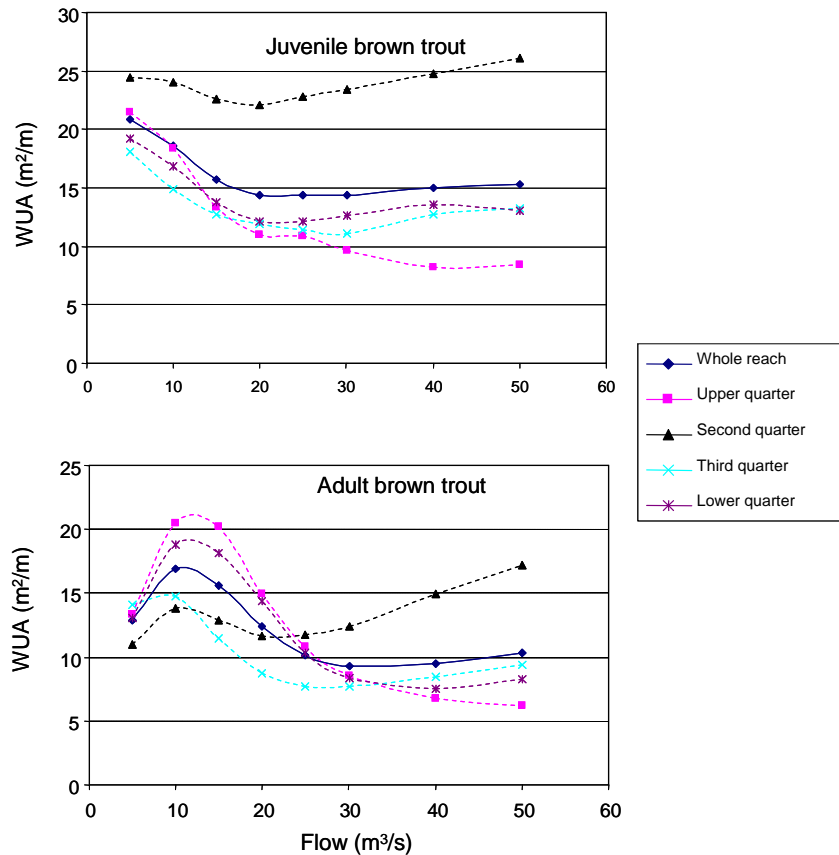 Juvenile brown trout
WUA (m²/m)
30
25
20
15
10
5
0
0 10 20 30 40 50 60
Whole reach
Upper quarter
Second quarter
Third quarter
Lower quarter
Adult brown trout
WUA (m²/m)
25
20
15
10
5
0
0 10 20 30 40 50 60
Flow (m³/s)